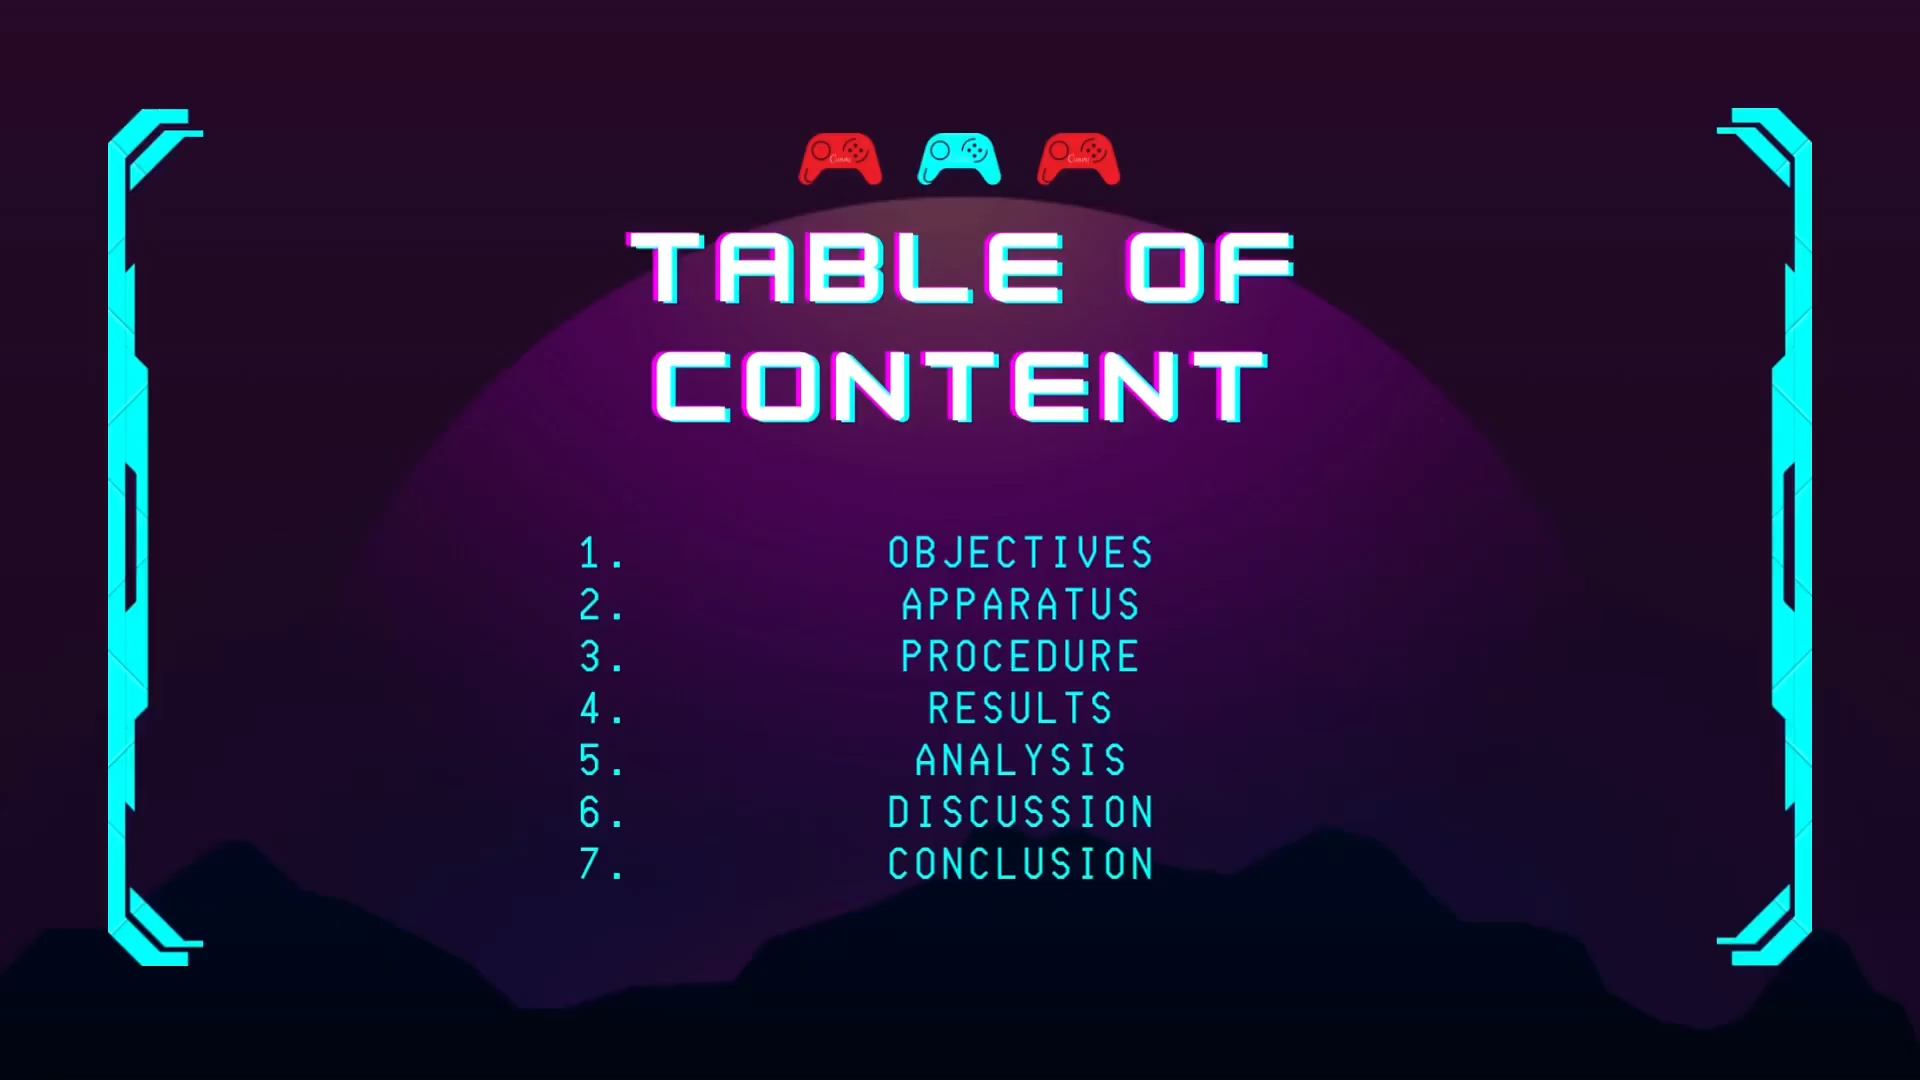 TABLE OF
CONTENT
1. OBJECTIVES
2. APPARATUS
3. PROCEDURE
4. RESULTS
5. ANALYSIS
6. DISCUSSION
7. CONCLUSION